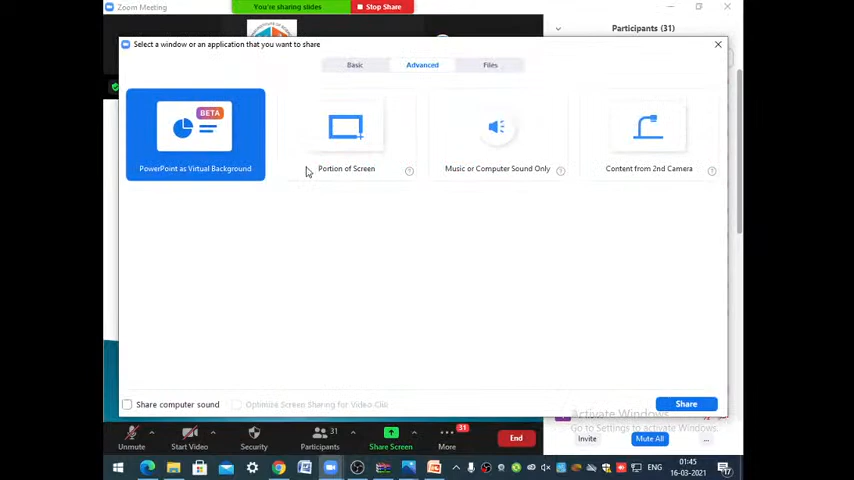 Zoom Meeting
You're sharing slides
Stop Share
Participants (31)
Select a window or an application that you want to share
Basic
Advanced
Files
BETA
PowerPoint as Virtual Background
Portion of Screen
Music or Computer Sound Only
Content from 2nd Camera
Share computer sound
Optimize Screen Sharing for Video Clip
Share
Activate Windows
Go to Settings to activate Windows.
Unmute
Start Video
Security
31
Participants
Share Screen
31
More
End
Invite
Mute All
...
ENG
01:45
16-03-2021
17